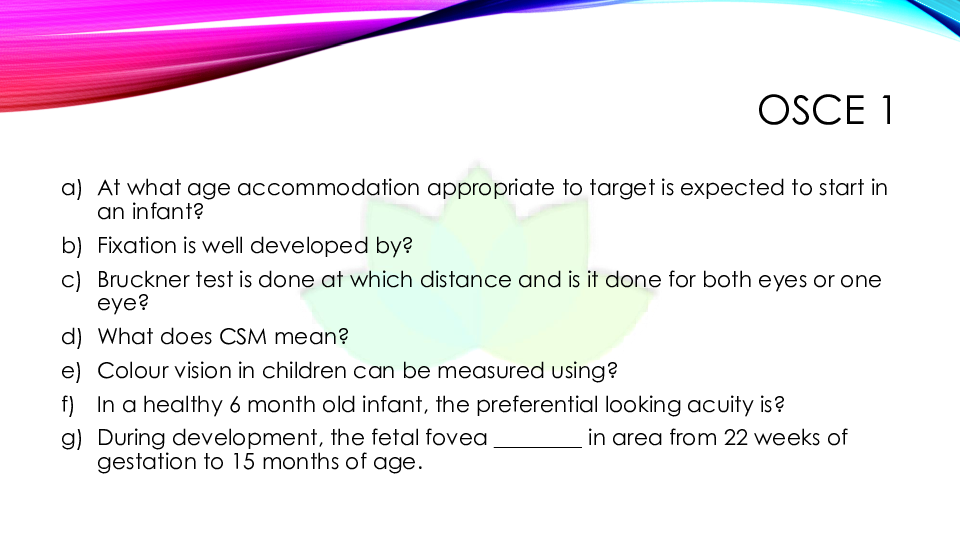 OSCE 1
a) At what age accommodation appropriate to target is expected to start in
an infant?
b) Fixation is well developed by?
c) Bruckner test is done at which distance and is it done for both eyes or one
eye?
d) What does CSM mean?
e) Colour vision in children can be measured using?
f) In a healthy 6 month old infant, the preferential looking acuity is?
g) During development, the fetal fovea ________ in area from 22 weeks of
gestation to 15 months of age.